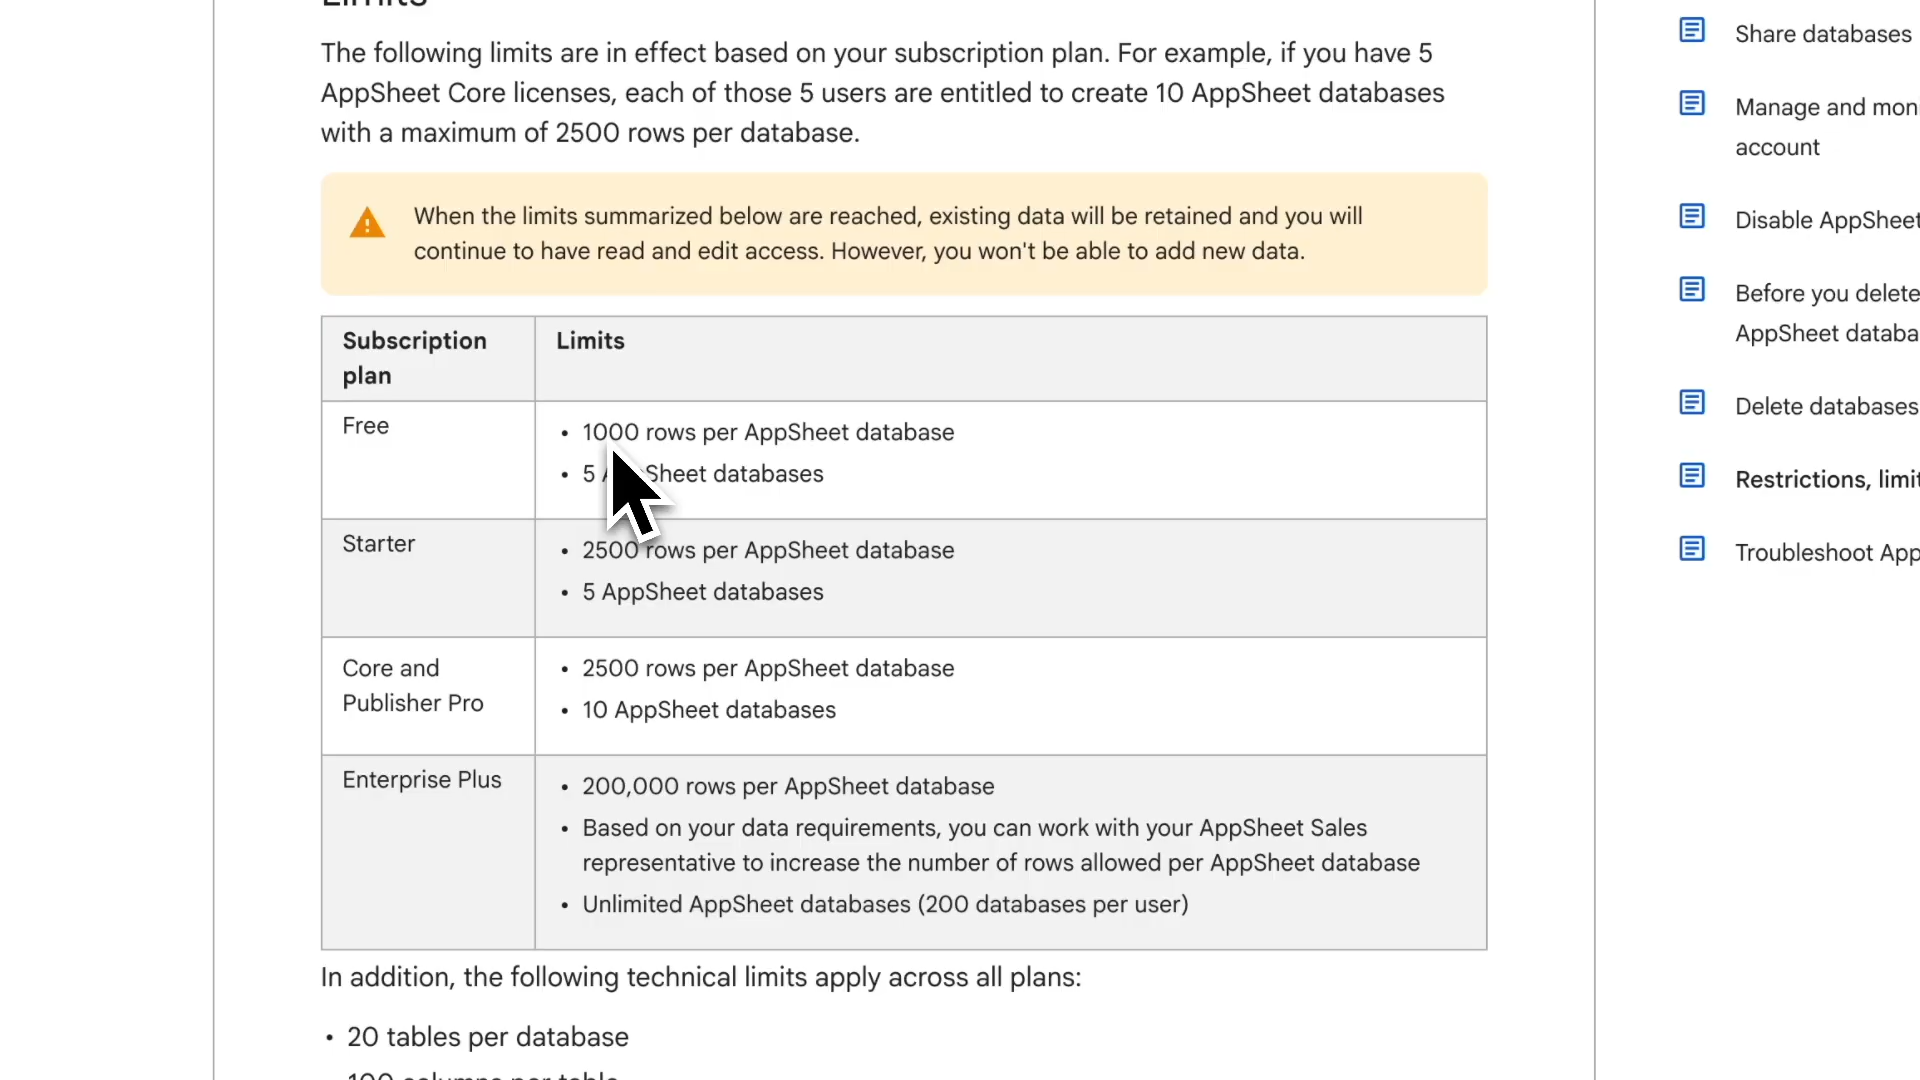 Limits
The following limits are in effect based on your subscription plan. For example, if you have 5
AppSheet Core licenses, each of those 5 users are entitled to create 10 AppSheet databases
with a maximum of 2500 rows per database.
When the limits summarized below are reached, existing data will be retained and you will
continue to have read and edit access. However, you won't be able to add new data.
Subscription
plan
Limits
Free
• 1000 rows per AppSheet database
• 5 AppSheet databases
Starter
• 2500 rows per AppSheet database
• 5 AppSheet databases
Core and
Publisher Pro
• 2500 rows per AppSheet database
• 10 AppSheet databases
Enterprise Plus
• 200,000 rows per AppSheet database
• Based on your data requirements, you can work with your AppSheet Sales
representative to increase the number of rows allowed per AppSheet database
• Unlimited AppSheet databases (200 databases per user)
In addition, the following technical limits apply across all plans:
• 20 tables per database
100 columns per table
Share databases
Manage and mon
account
Disable AppSheet
Before you delete
AppSheet databa
Delete databases
Restrictions, limit
Troubleshoot App